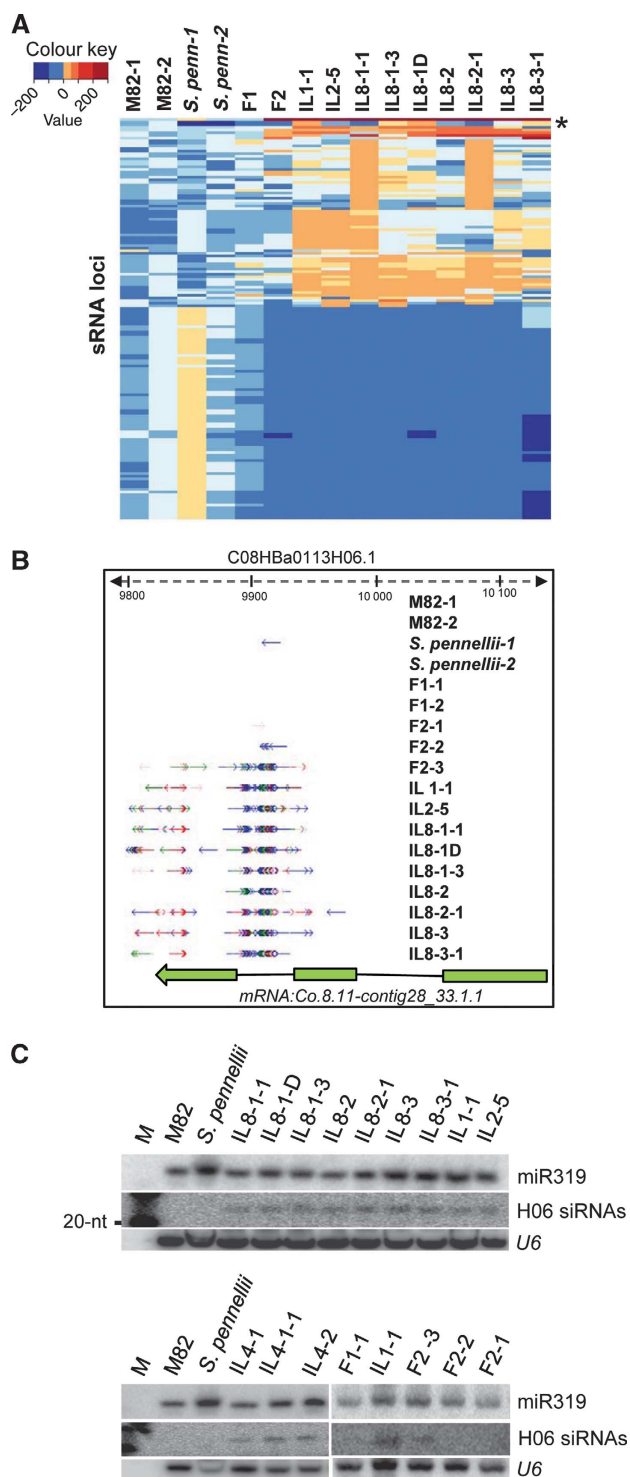 A
Colour key
−200 0 200
Value
M82-1
M82-2
S. penn-1
S. penn-2
F1
F2
IL1-1
IL2-5
IL8-1-1
IL8-1-3
IL8-1D
IL8-2
IL8-2-1
IL8-3
IL8-3-1
*
sRNA loci
B
C08HBa0113H06.1
9800 9900 10 000 10 100
M82-1
M82-2
S. pennellii-1
S. pennellii-2
F1-1
F1-2
F2-1
F2-2
F2-3
IL 1-1
IL2-5
IL8-1-1
IL8-1D
IL8-1-3
IL8-2
IL8-2-1
IL8-3
IL8-3-1
mRNA:Co.8.11-contig28_33.1.1
C
M M82 S. pennellii IL8-1-1 IL8-1-D IL8-1-3 IL8-2 IL8-2-1 IL8-3 IL8-3-1 IL1-1 IL2-5
miR319
H06 siRNAs
20-nt
U6
M M82 S. pennellii IL4-1 IL4-1-1 IL4-2 F1-1 IL1-1 F2-3 F2-2 F2-1
miR319
H06 siRNAs
U6